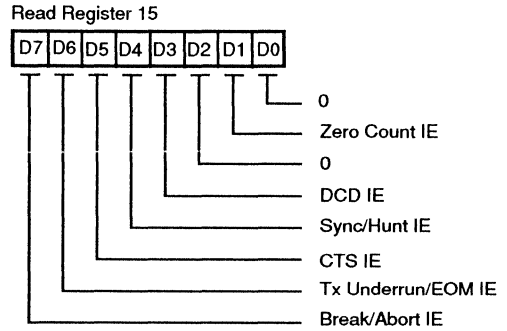 Read Register 15
D7 D6 D5 D4 D3 D2 D1 D0
0
Zero Count IE
0
DCD IE
Sync/Hunt IE
CTS IE
Tx Underrun/EOM IE
Break/Abort IE